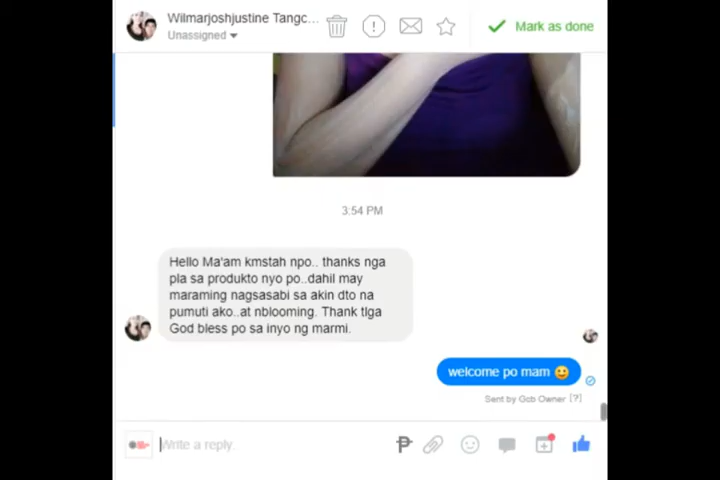 Wilmarjoshjustine Tangc...
Unassigned
Mark as done
3:54 PM
Hello Ma'am kmstah npo.. thanks nga
pla sa produkto nyo po..dahil may
maraming nagsasabi sa akin dto na
pumuti ako..at nblooming. Thank tlga
God bless po sa inyo ng marmi.
welcome po mam
Sent by Gcb Owner [?]
Write a reply.